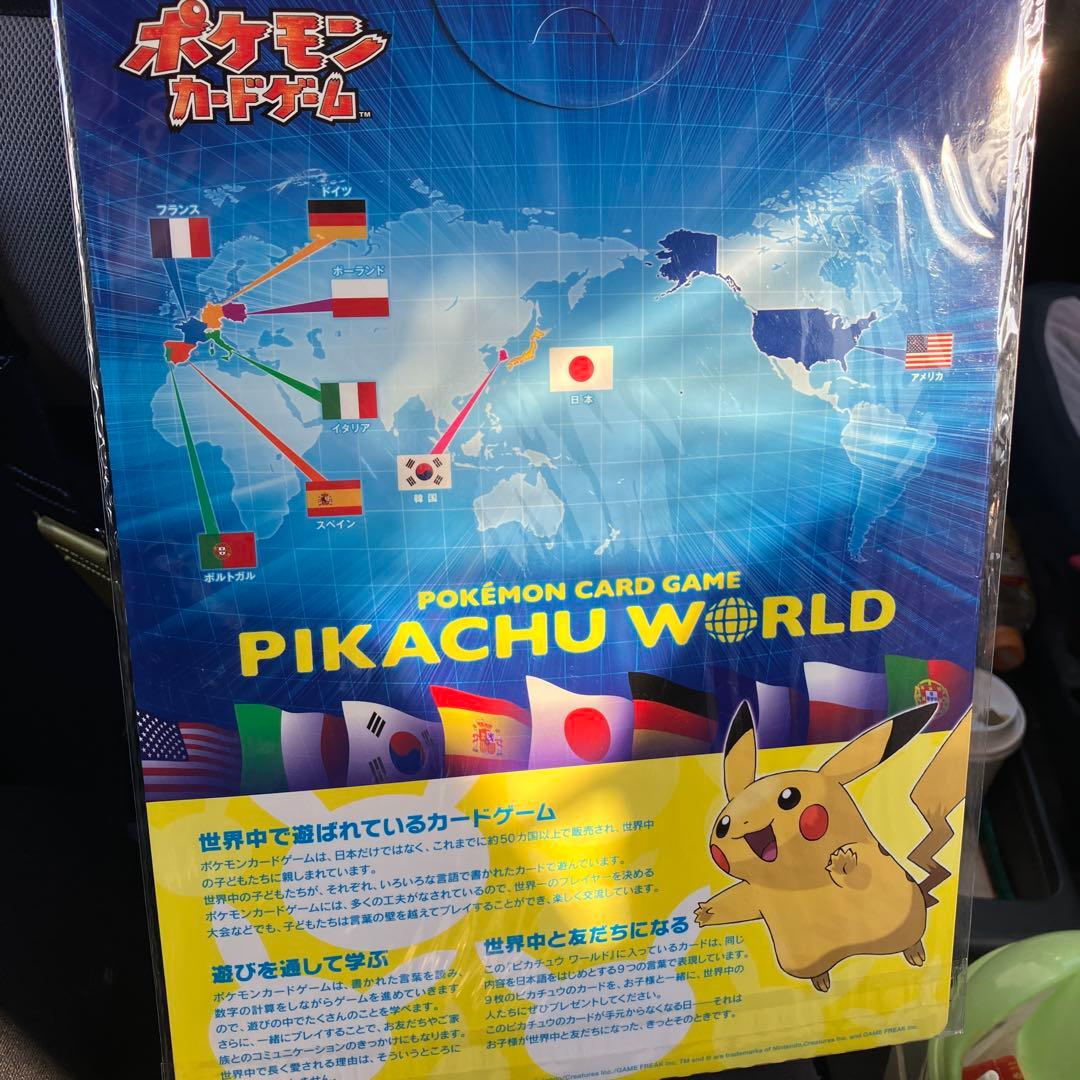 ポケモン
カードゲーム™
ドイツ
フランス
ポーランド
アメリカ
日本
イタリア
韓国
スペイン
ポルトガル
POKÉMON CARD GAME
PIKACHU WORLD
世界中で遊ばれているカードゲーム
ポケモンカードゲームは、日本だけではなく、これまでに約50カ国以上で販売され、世界中
の子どもたちに親しまれています。
世界中の子どもたちが、それぞれ、いろいろな言語で書かれたカードで遊んでいます。
ポケモンカードゲームには、多くの工夫がなされているので、世界一のプレイヤーを決める
大会などでも、子どもたちは言葉の壁を越えてプレイすることができ、楽しく交流しています。
遊びを通して学ぶ
ポケモンカードゲームは、書かれた言葉を読み、
数字の計算をしながらゲームを進めていきます
ので、遊びの中でたくさんのことを学べます。
さらに、一緒にプレイすることで、お友だちやご家
族とのコミュニケーションのきっかけにもなります。
世界中で長く愛される理由は、そういうところに
世界中と友だちになる
この『ピカチュウ ワールド』に入っているカードは、同じ
内容を日本語をはじめとする9つの言葉で表現しています。
9枚のピカチュウのカードを、お子様と一緒に、世界中の
人たちにぜひプレゼントしてください。
このピカチュウのカードが手元からなくなる日――それは
お子様が世界中と友だちになった、きっとそのときです。
/Creatures Inc./GAME FREAK Inc. TM and ® are trademarks of Nintendo,Creatures Inc. and GAME FREAK Inc.